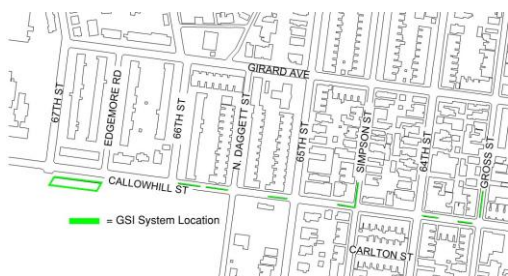 GIRARD AVE
67TH ST
EDGEMORE RD
66TH ST
N. DAGGETT ST
65TH ST
SIMPSON ST
64TH ST
GROSS ST
CALLOWHILL ST
CARLTON ST
= GSI System Location